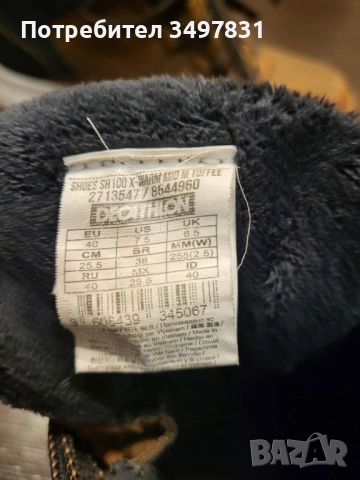 Потребител 3497831
SHOES SH100 X-WARM MID M TOFFEE
2713547 / 8544960
DECATHLON
EU US UK
40 7.5 6.5
CM BR MM(W)
25.5 38 255(2.5)
RU MX ID
40 25.5 40
345067
BAZAR